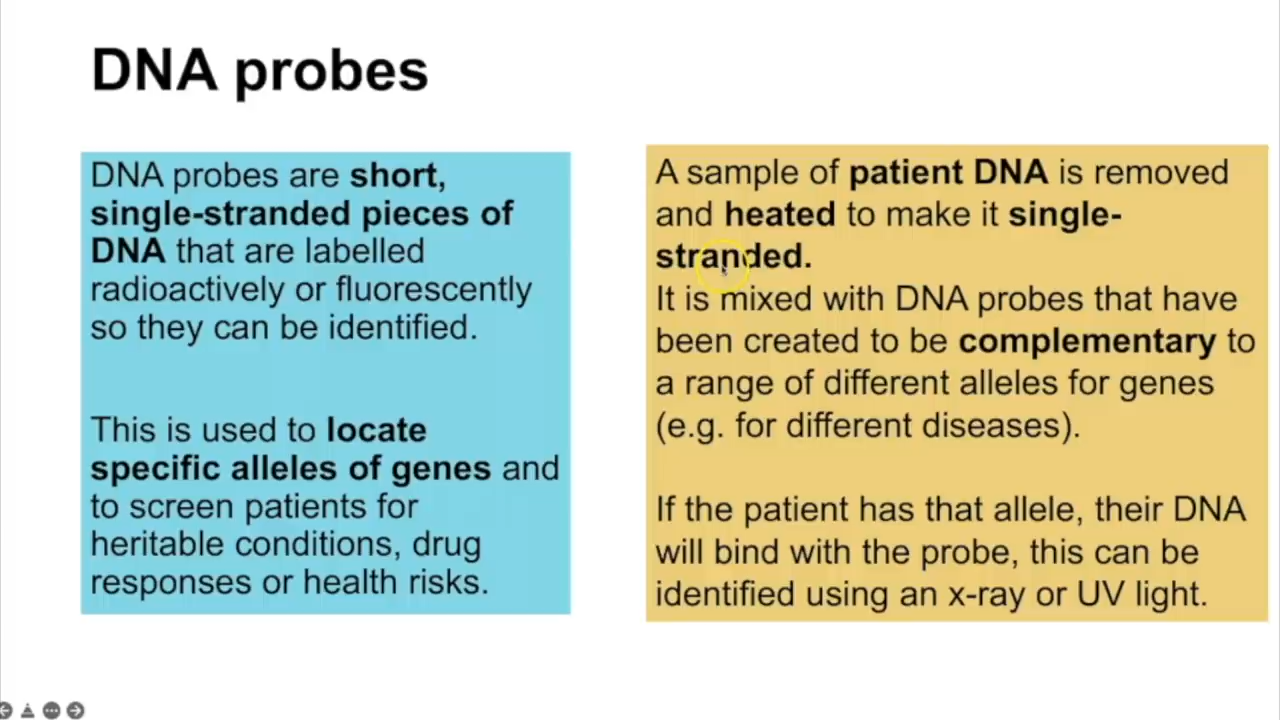 DNA probes
DNA probes are short,
single-stranded pieces of
DNA that are labelled
radioactively or fluorescently
so they can be identified.
This is used to locate
specific alleles of genes and
to screen patients for
heritable conditions, drug
responses or health risks.
A sample of patient DNA is removed
and heated to make it single-
stranded.
It is mixed with DNA probes that have
been created to be complementary to
a range of different alleles for genes
(e.g. for different diseases).
If the patient has that allele, their DNA
will bind with the probe, this can be
identified using an x-ray or UV light.